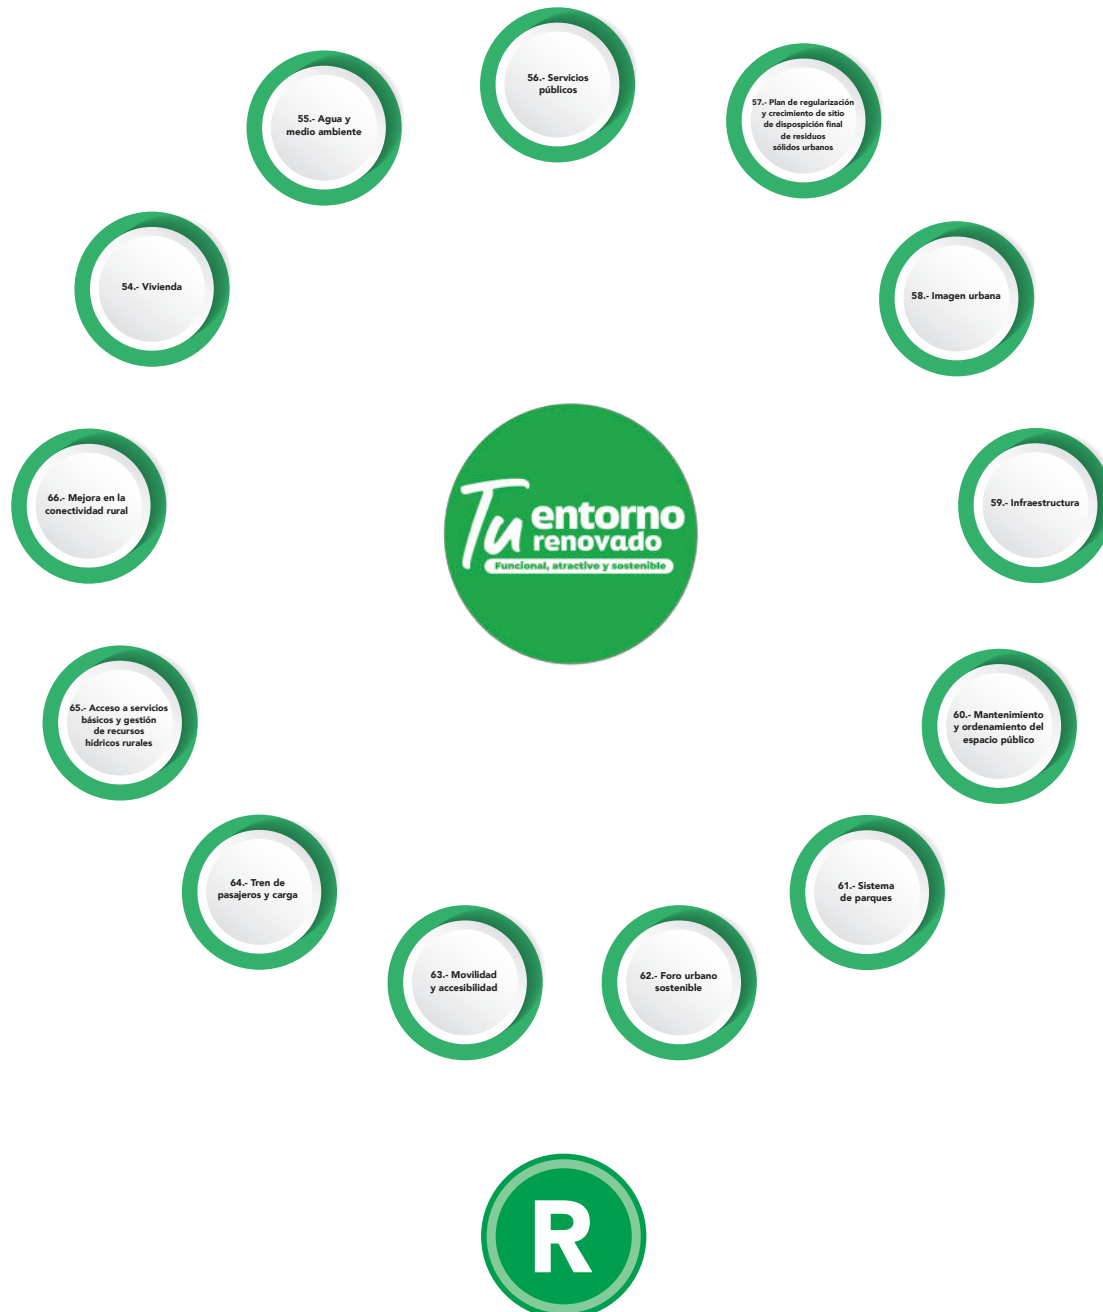 56.- Servicios
públicos
55.- Agua y
medio ambiente
57.- Plan de regularización
y crecimiento de sitio
de dispospición final
de residuos
sólidos urbanos
54.- Vivienda
58.- Imagen urbana
66.- Mejora en la
conectividad rural
Tu entorno
renovado
Funcional, atractivo y sostenible
59.- Infraestructura
65.- Acceso a servicios
básicos y gestión
de recursos
hídricos rurales
60.- Mantenimiento
y ordenamiento del
espacio público
64.- Tren de
pasajeros y carga
61.- Sistema
de parques
63.- Movilidad
y accesibilidad
62.- Foro urbano
sostenible
R